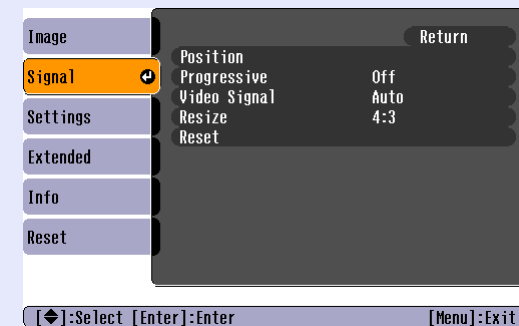 Image
Signal
Settings
Extended
Info
Reset
Return
Position
Progressive Off
Video Signal Auto
Resize 4:3
Reset
[◆]:Select [Enter]:Enter [Menu]:Exit